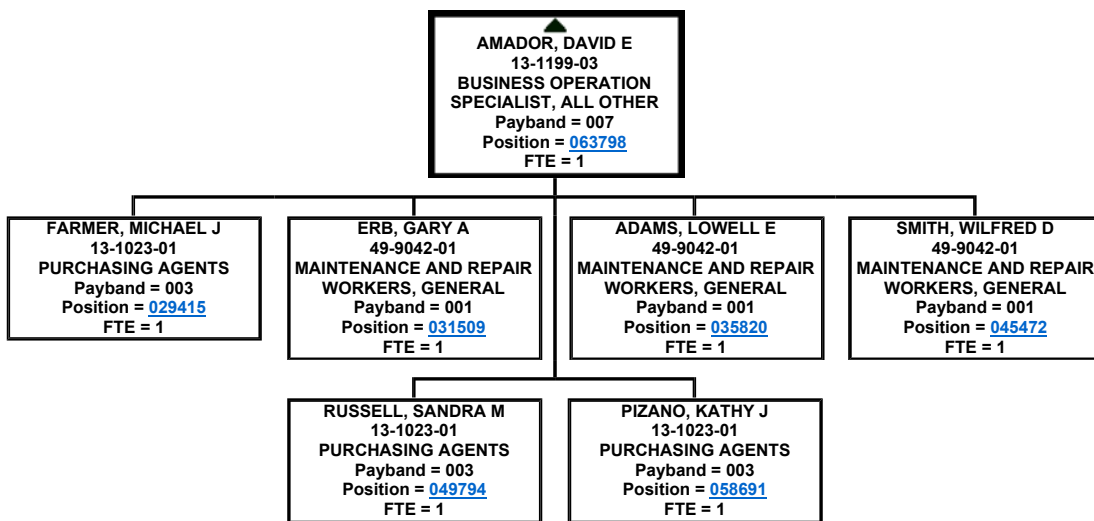 AMADOR, DAVID E
13-1199-03
BUSINESS OPERATION
SPECIALIST, ALL OTHER
Payband = 007
Position = 063798
FTE = 1
FARMER, MICHAEL J
13-1023-01
PURCHASING AGENTS
Payband = 003
Position = 029415
FTE = 1
ERB, GARY A
49-9042-01
MAINTENANCE AND REPAIR
WORKERS, GENERAL
Payband = 001
Position = 031509
FTE = 1
ADAMS, LOWELL E
49-9042-01
MAINTENANCE AND REPAIR
WORKERS, GENERAL
Payband = 001
Position = 035820
FTE = 1
SMITH, WILFRED D
49-9042-01
MAINTENANCE AND REPAIR
WORKERS, GENERAL
Payband = 001
Position = 045472
FTE = 1
RUSSELL, SANDRA M
13-1023-01
PURCHASING AGENTS
Payband = 003
Position = 049794
FTE = 1
PIZANO, KATHY J
13-1023-01
PURCHASING AGENTS
Payband = 003
Position = 058691
FTE = 1